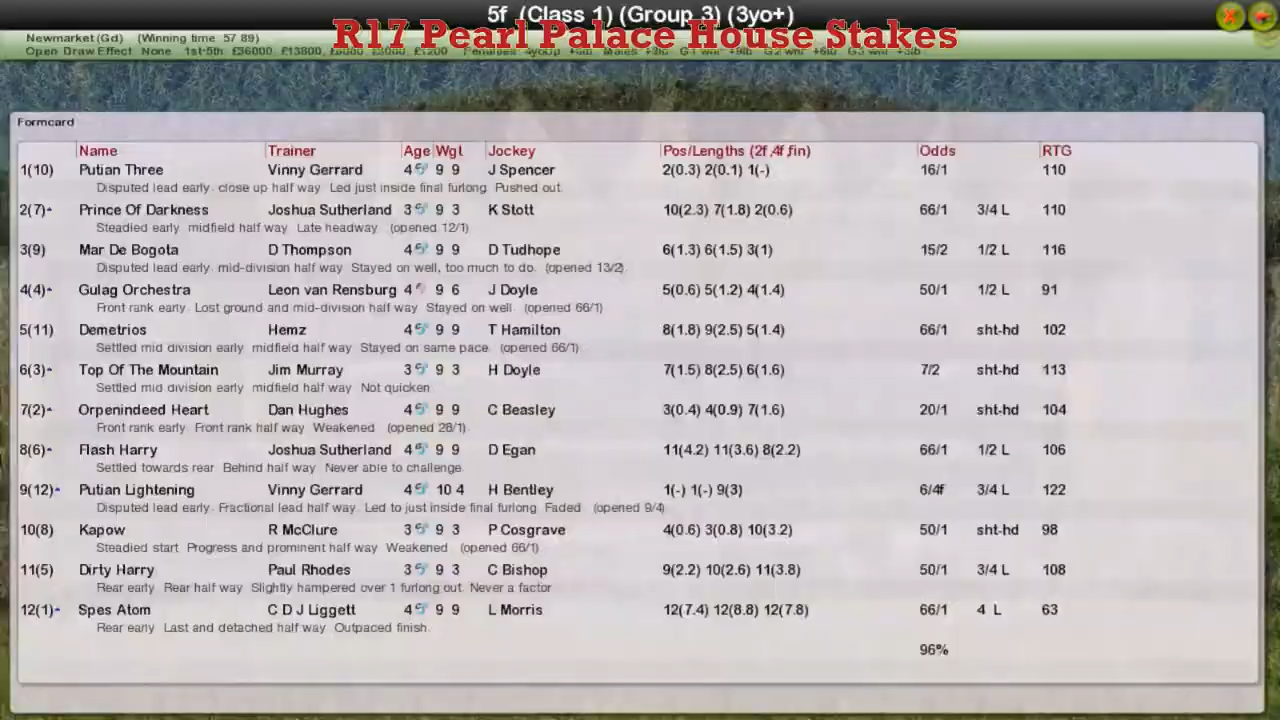 5f (Class 1) (Group 3) (3yo+)
R17 Pearl Palace House Stakes
Newmarket (Gd) (Winning time 57 89)
Open Draw Effect None 1st-5th £36000 £13800
Formcard
Name Trainer Age Wgt Jockey Pos/Lengths (2f,4f,fin) Odds RTG
1(10) Putian Three Vinny Gerrard 4 9 9 J Spencer 2(0.3) 2(0.1) 1(-) 16/1 110
Disputed lead early close up half way Led just inside final furlong Pushed out
2(7) Prince Of Darkness Joshua Sutherland 3 9 3 K Stott 10(2.3) 7(1.8) 2(0.6) 66/1 3/4 L 110
Steadied early midfield half way Late headway (opened 12/1)
3(9) Mar De Bogota D Thompson 4 9 9 D Tudhope 6(1.3) 6(1.5) 3(1) 15/2 1/2 L 116
Disputed lead early mid-division half way Stayed on well, too much to do. (opened 13/2)
4(4) Gulag Orchestra Leon van Rensburg 4 9 6 J Doyle 5(0.6) 5(1.2) 4(1.4) 50/1 1/2 L 91
Front rank early Lost ground and mid-division half way Stayed on well (opened 66/1)
5(11) Demetrios Hemz 4 9 9 T Hamilton 8(1.8) 9(2.5) 5(1.4) 66/1 sht-hd 102
Settled mid division early midfield half way Stayed on same pace (opened 66/1)
6(3) Top Of The Mountain Jim Murray 3 9 3 H Doyle 7(1.5) 8(2.5) 6(1.6) 7/2 sht-hd 113
Settled mid division early midfield half way Not quicken
7(2) Orpenindeed Heart Dan Hughes 4 9 9 C Beasley 3(0.4) 4(0.9) 7(1.6) 20/1 sht-hd 104
Front rank early Front rank half way Weakened (opened 28/1)
8(6) Flash Harry Joshua Sutherland 4 9 9 D Egan 11(4.2) 11(3.6) 8(2.2) 66/1 1/2 L 106
Settled towards rear Behind half way Never able to challenge
9(12) Putian Lightening Vinny Gerrard 4 10 4 H Bentley 1(-) 1(-) 9(3) 6/4f 3/4 L 122
Disputed lead early Fractional lead half way Led to just inside final furlong Faded (opened 9/4)
10(8) Kapow R McClure 3 9 3 P Cosgrave 4(0.6) 3(0.8) 10(3.2) 50/1 sht-hd 98
Steadied start Progress and prominent half way Weakened (opened 66/1)
11(5) Dirty Harry Paul Rhodes 3 9 3 C Bishop 9(2.2) 10(2.6) 11(3.8) 50/1 3/4 L 108
Rear early Rear half way Slightly hampered over 1 furlong out Never a factor
12(1) Spes Atom C D J Liggett 4 9 9 L Morris 12(7.4) 12(8.8) 12(7.8) 66/1 4 L 63
Rear early Last and detached half way Outpaced finish.
96%